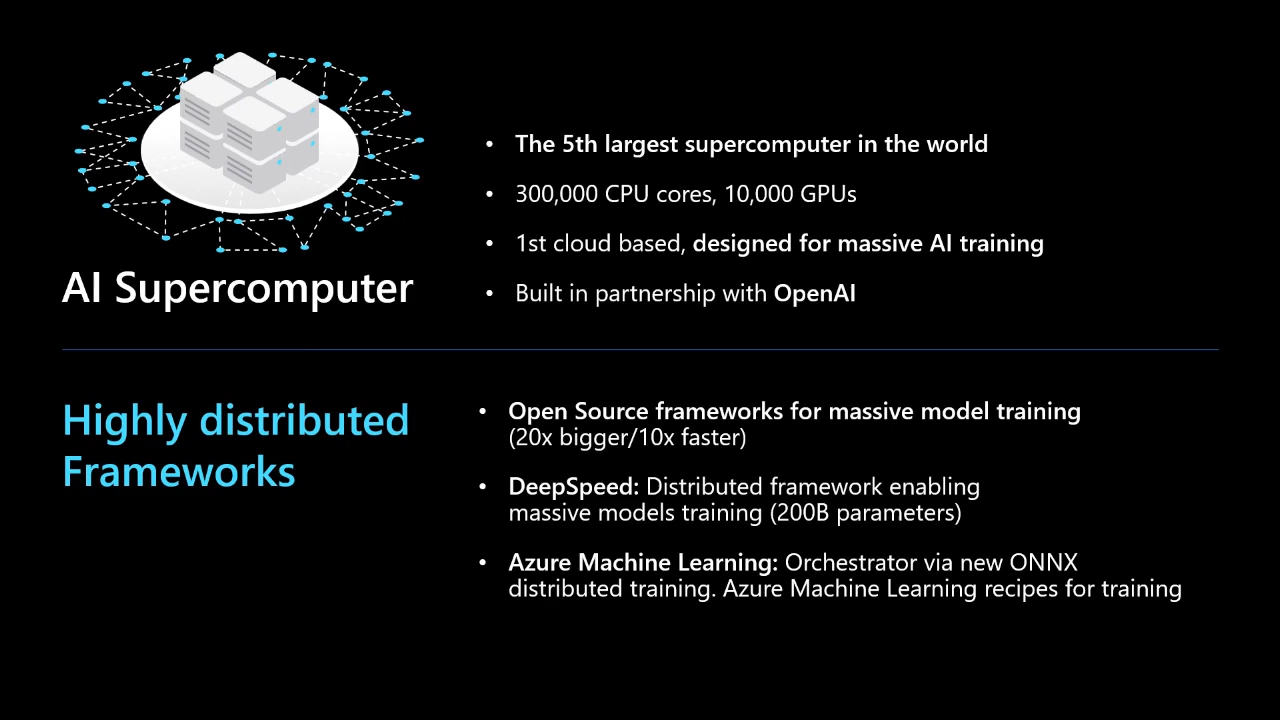 AI Supercomputer
• The 5th largest supercomputer in the world
• 300,000 CPU cores, 10,000 GPUs
• 1st cloud based, designed for massive AI training
• Built in partnership with OpenAI
Highly distributed
Frameworks
• Open Source frameworks for massive model training
(20x bigger/10x faster)
• DeepSpeed: Distributed framework enabling
massive models training (200B parameters)
• Azure Machine Learning: Orchestrator via new ONNX
distributed training. Azure Machine Learning recipes for training